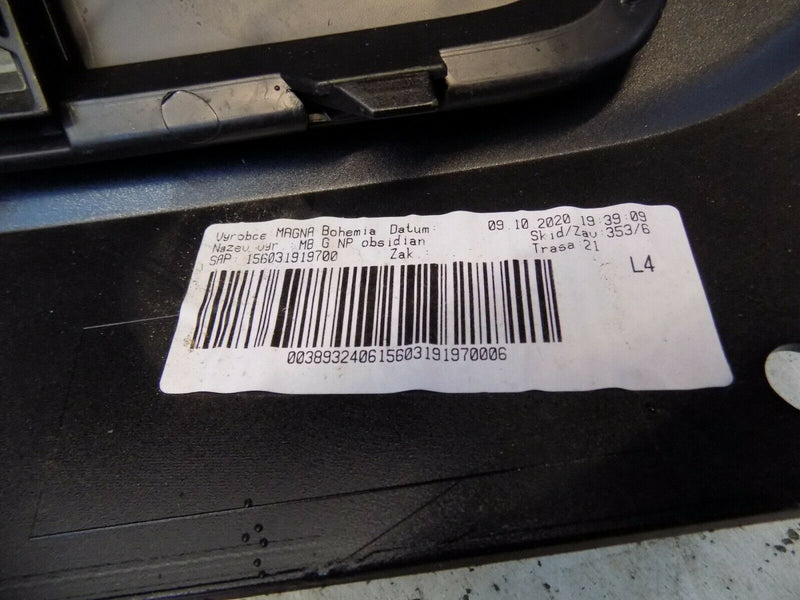 Vyrobce MAGNA Bohemia Datum: 09.10.2020 19:39:09
Nazev vyr.: MB G NP obsidian Skid/Zav: 353/6
SAP: 156031919700 Zak.: Trasa 21
L4
003893240615603191970006